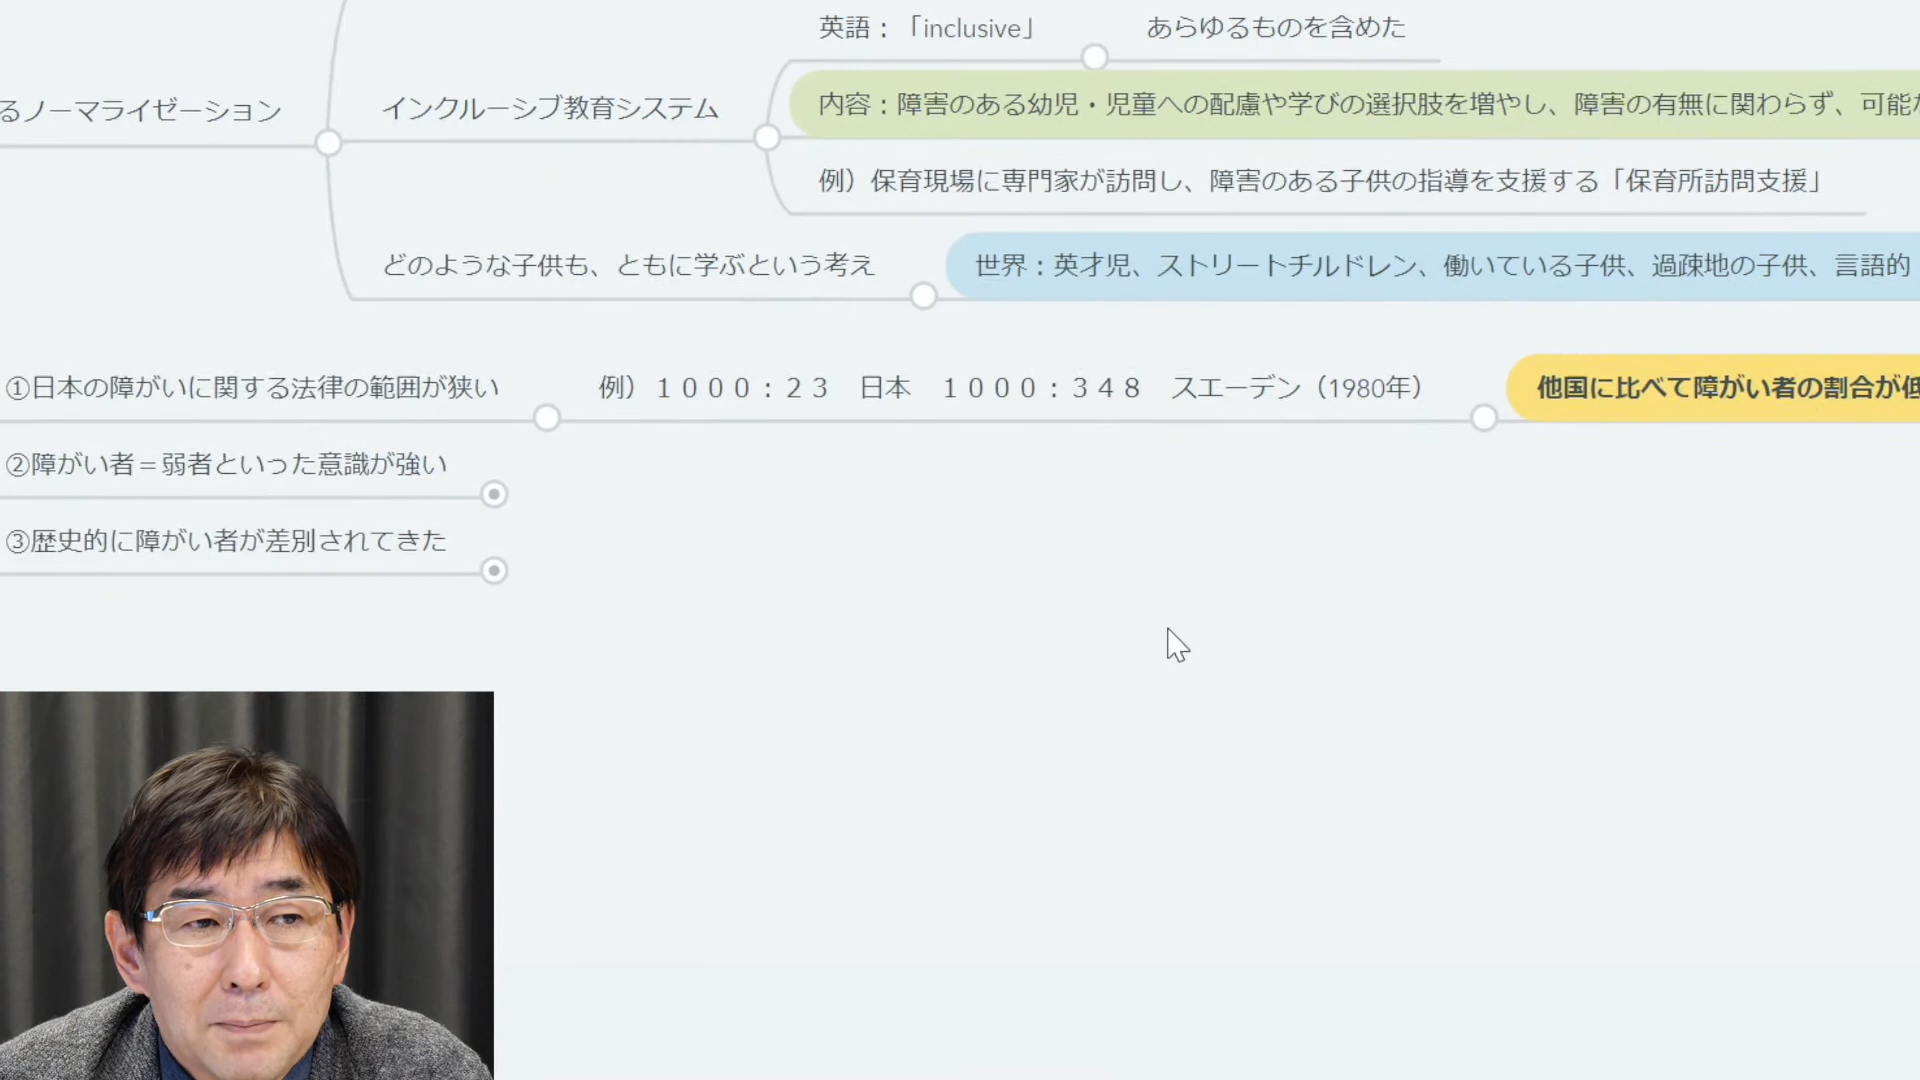 英語：「inclusive」 あらゆるものを含めた
るノーマライゼーション
インクルーシブ教育システム
内容：障害のある幼児・児童への配慮や学びの選択肢を増やし、障害の有無に関わらず、可能な
例）保育現場に専門家が訪問し、障害のある子供の指導を支援する「保育所訪問支援」
どのような子供も、ともに学ぶという考え
世界：英才児、ストリートチルドレン、働いている子供、過疎地の子供、言語的
①日本の障がいに関する法律の範囲が狭い
例）１０００：２３　日本　１０００：３４８　スエーデン（1980年）
他国に比べて障がい者の割合が低
②障がい者＝弱者といった意識が強い
③歴史的に障がい者が差別されてきた